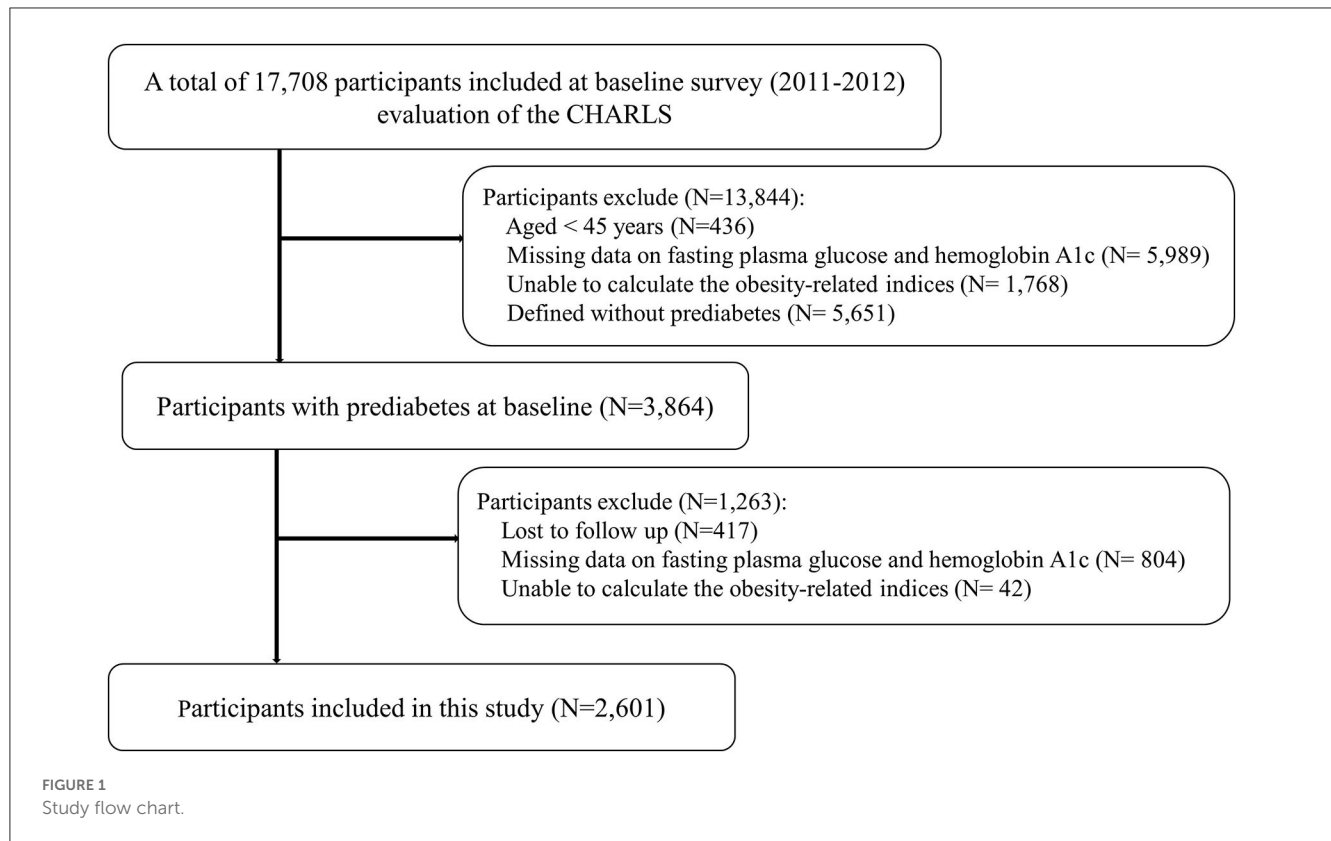 A total of 17,708 participants included at baseline survey (2011-2012)
evaluation of the CHARLS
Participants exclude (N=13,844):
Aged < 45 years (N=436)
Missing data on fasting plasma glucose and hemoglobin A1c (N= 5,989)
Unable to calculate the obesity-related indices (N= 1,768)
Defined without prediabetes (N= 5,651)
Participants with prediabetes at baseline (N=3,864)
Participants exclude (N=1,263):
Lost to follow up (N=417)
Missing data on fasting plasma glucose and hemoglobin A1c (N= 804)
Unable to calculate the obesity-related indices (N= 42)
Participants included in this study (N=2,601)
FIGURE 1
Study flow chart.